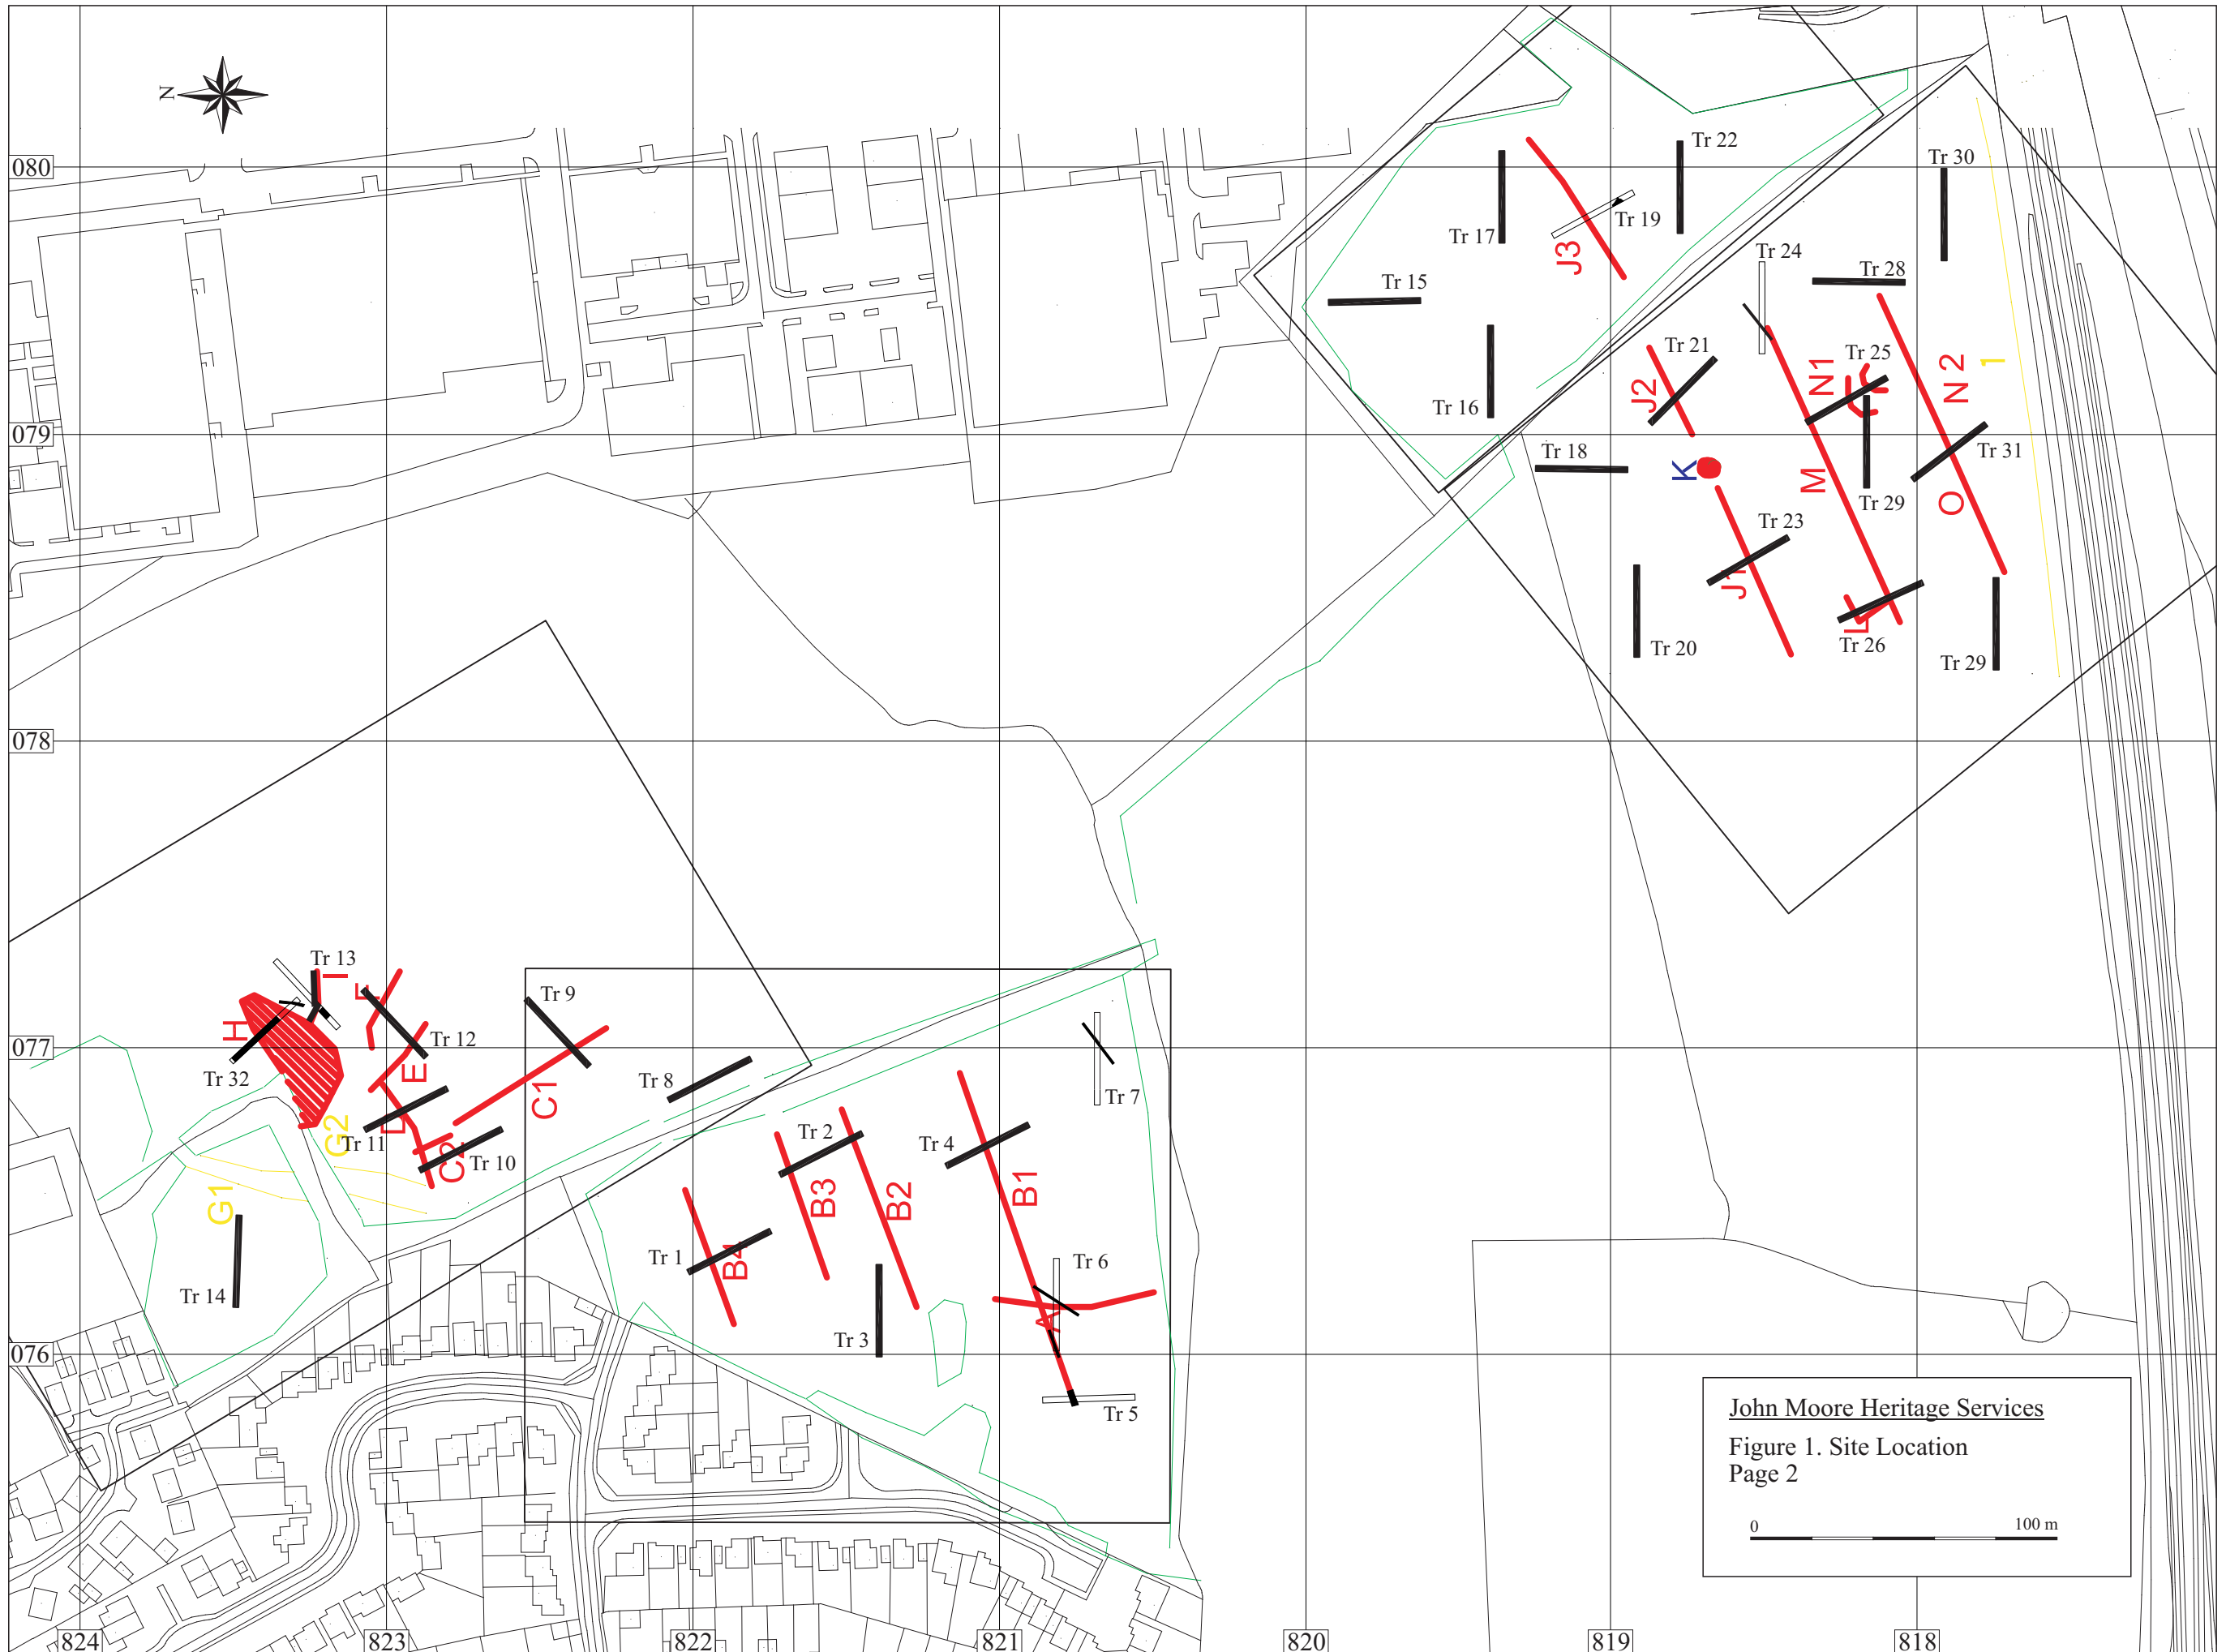 N
080
079
078
077
076
824
823
822
821
820
819
818
Tr 22
Tr 30
Tr 17
Tr 19
J3
Tr 24
Tr 28
Tr 15
Tr 21
N1
Tr 25
N 2
1
J2
Tr 16
Tr 18
K
M
Tr 29
O
Tr 31
Tr 23
J1
L
Tr 20
Tr 26
Tr 29
Tr 13
I
F
Tr 9
H
Tr 12
Tr 32
E
C1
Tr 8
Tr 7
G2
Tr 11
D
C2
Tr 10
Tr 2
Tr 4
G1
B3
B2
B1
Tr 1
B4
Tr 6
Tr 14
Tr 3
A
Tr 5
John Moore Heritage Services
Figure 1. Site Location
Page 2
0 100 m